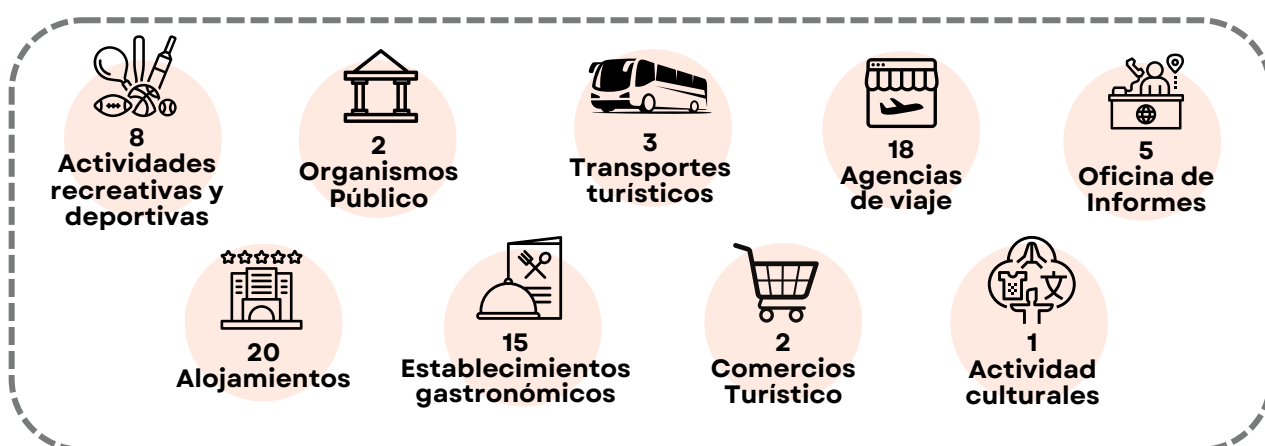 8
Actividades
recreativas y
deportivas
2
Organismos
Público
3
Transportes
turísticos
18
Agencias
de viaje
5
Oficina de
Informes
20
Alojamientos
15
Establecimientos
gastronómicos
2
Comercios
Turístico
1
Actividad
culturales